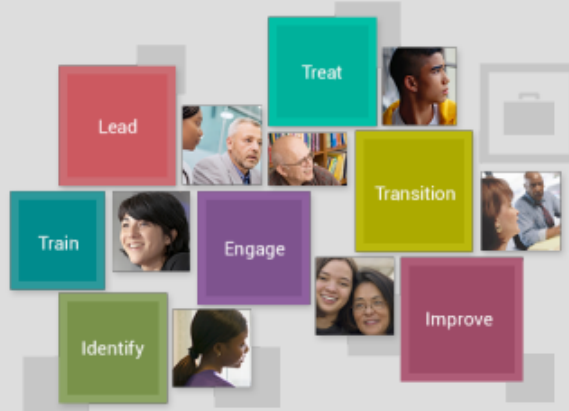 Treat
Lead
Transition
Train
Engage
Improve
Identify